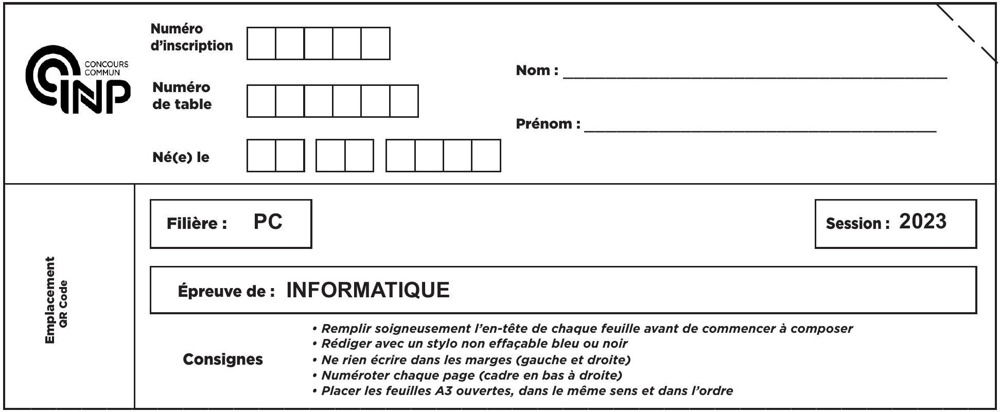 Numéro
d'inscription
CONCOURS
COMMUN
INP
Numéro
de table
Né(e) le
Nom :
Prénom :
Emplacement
QR Code
Filière : PC
Session : 2023
Épreuve de : INFORMATIQUE
Consignes
• Remplir soigneusement l'en-tête de chaque feuille avant de commencer à composer
• Rédiger avec un stylo non effaçable bleu ou noir
• Ne rien écrire dans les marges (gauche et droite)
• Numéroter chaque page (cadre en bas à droite)
• Placer les feuilles A3 ouvertes, dans le même sens et dans l'ordre